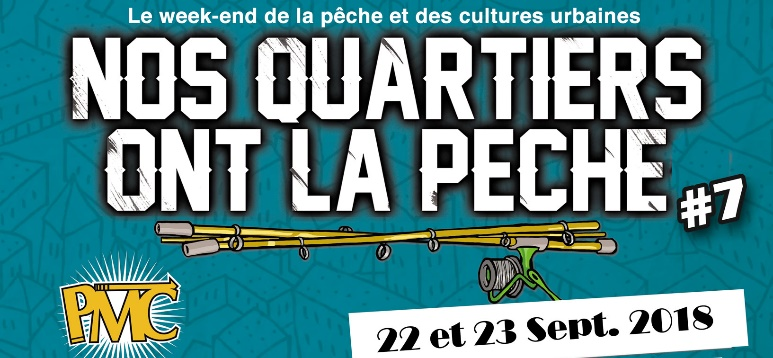 Le week-end de la pêche et des cultures urbaines
NOS QUARTIERS
ONT LA PECHE
#7
PMC
22 et 23 Sept. 2018